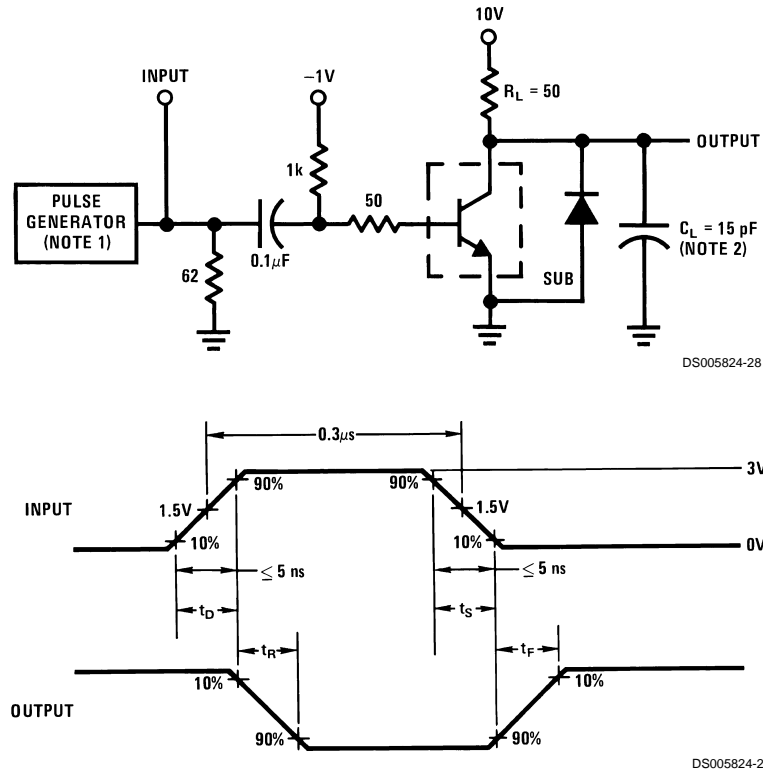 10V
INPUT
−1V
R_L = 50
OUTPUT
1k
PULSE
GENERATOR
(NOTE 1)
50
C_L = 15 pF
(NOTE 2)
0.1µF
62
SUB
DS005824-28
0.3µs
3V
90%
90%
INPUT
1.5V
1.5V
10%
10%
0V
≤ 5 ns
≤ 5 ns
t_D
t_S
t_R
t_F
10%
10%
OUTPUT
90%
90%
DS005824-2